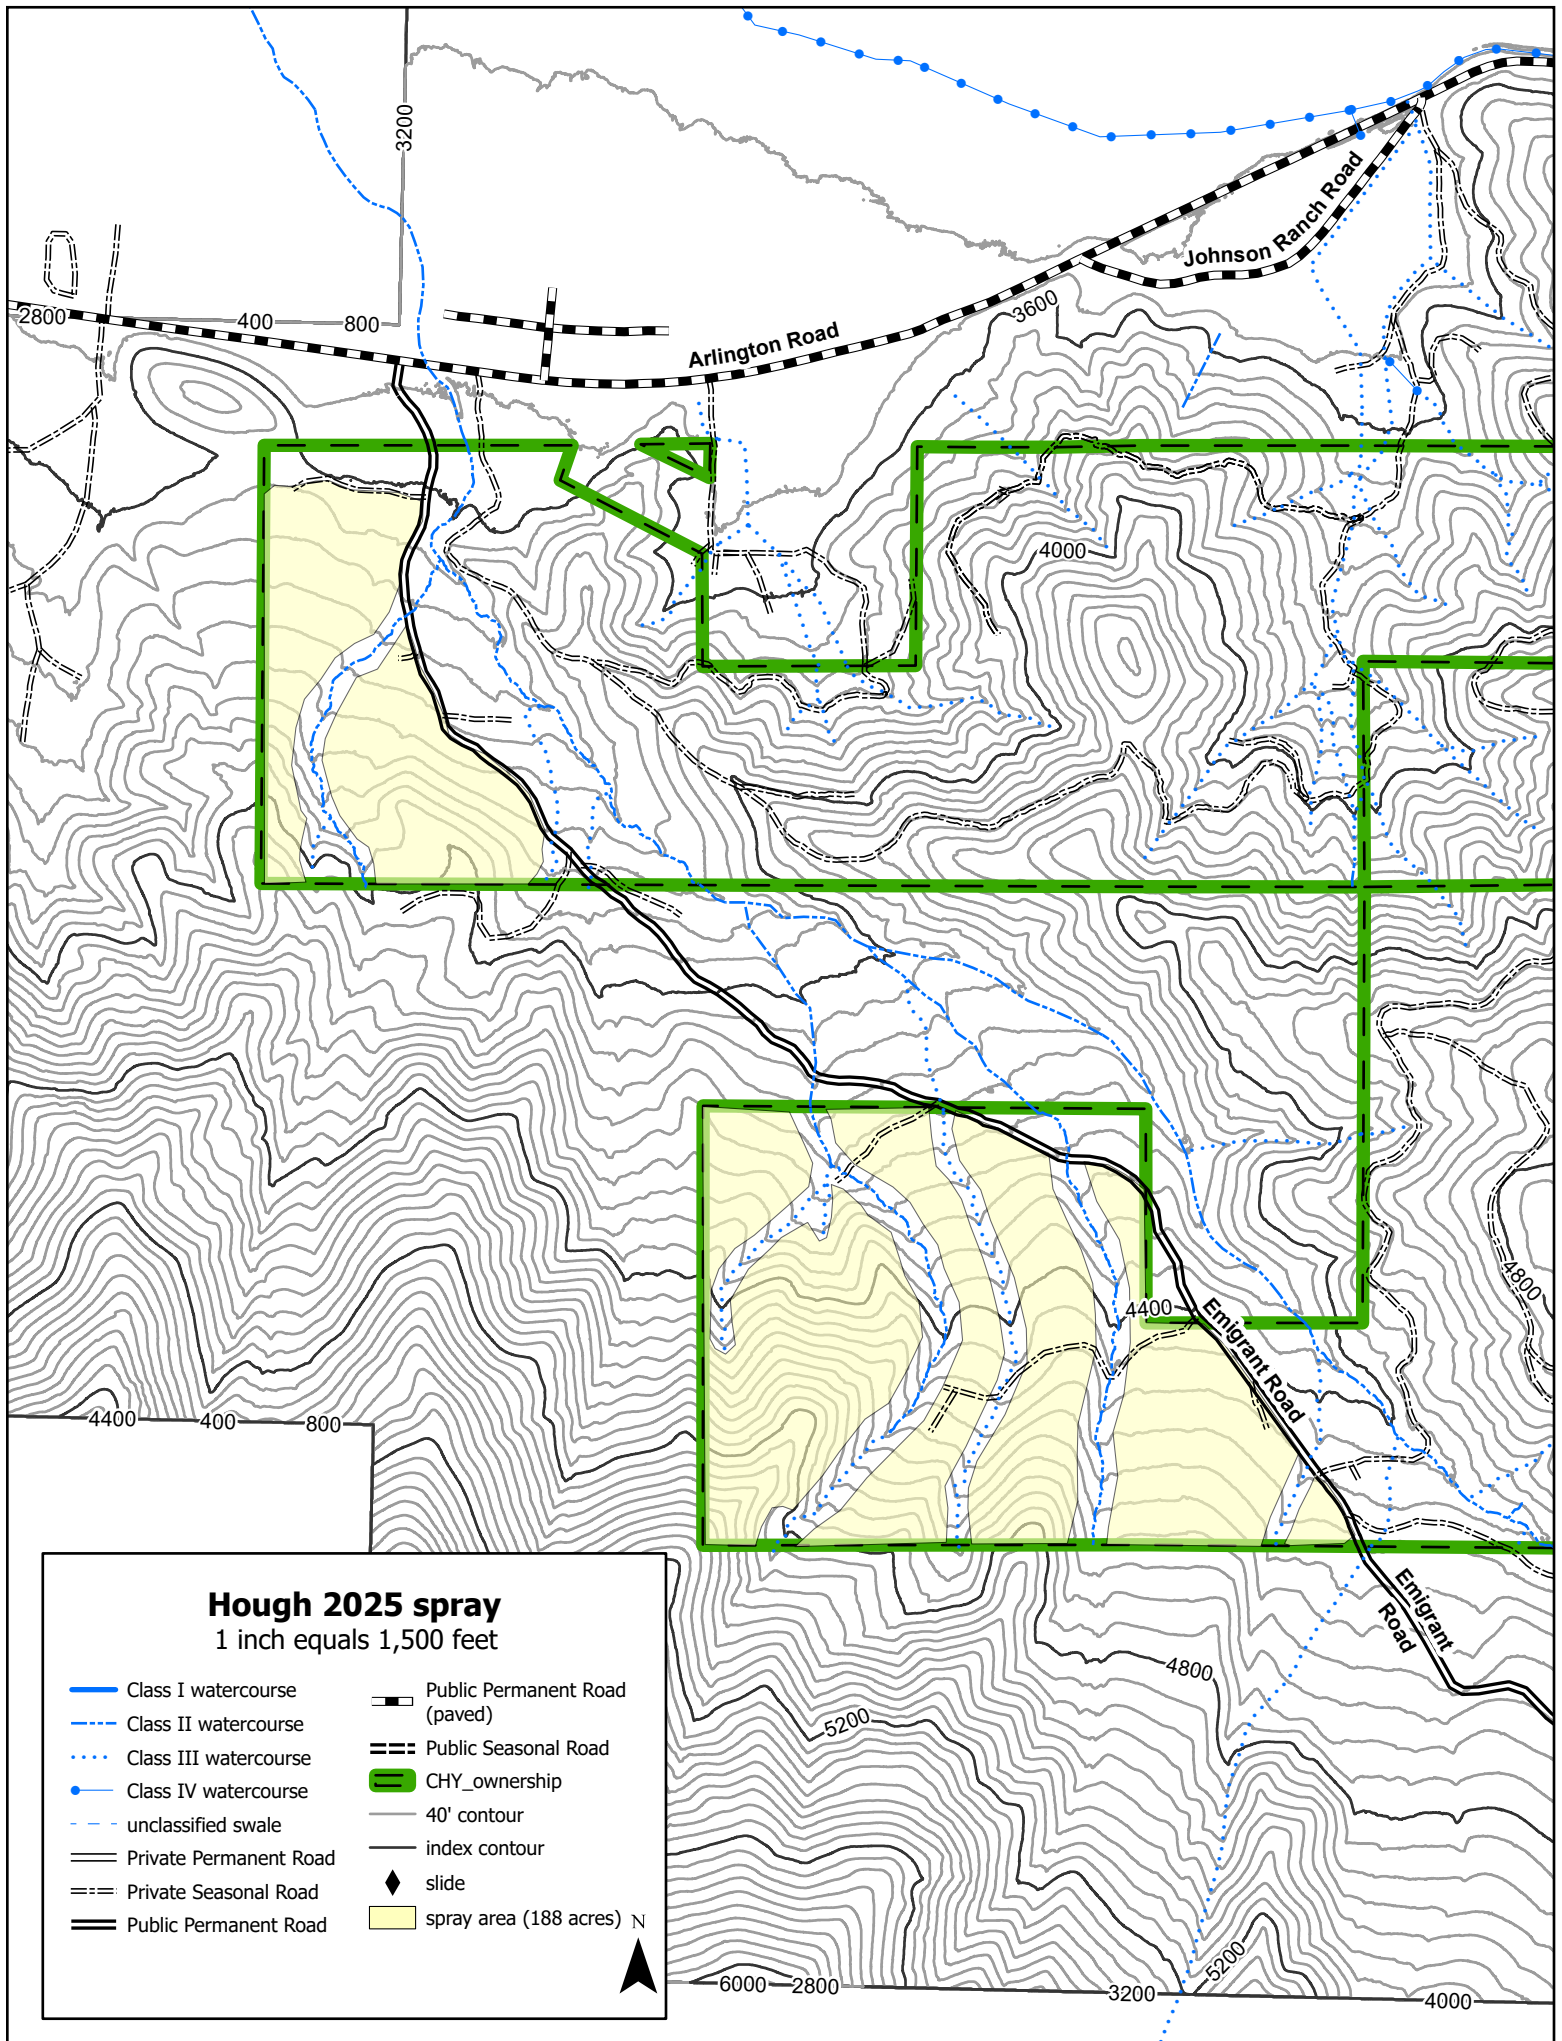 3200
Johnson Ranch Road
2800
400
800
3600
Arlington Road
4000
4800
4400
Emigrant Road
4400
400
800
Emigrant
Road
4800
5200
5200
6000
2800
3200
4000
Hough 2025 spray
1 inch equals 1,500 feet
Class I watercourse
Class II watercourse
Class III watercourse
Class IV watercourse
unclassified swale
Private Permanent Road
Private Seasonal Road
Public Permanent Road
Public Permanent Road
(paved)
Public Seasonal Road
CHY_ownership
40' contour
index contour
slide
spray area (188 acres)
N